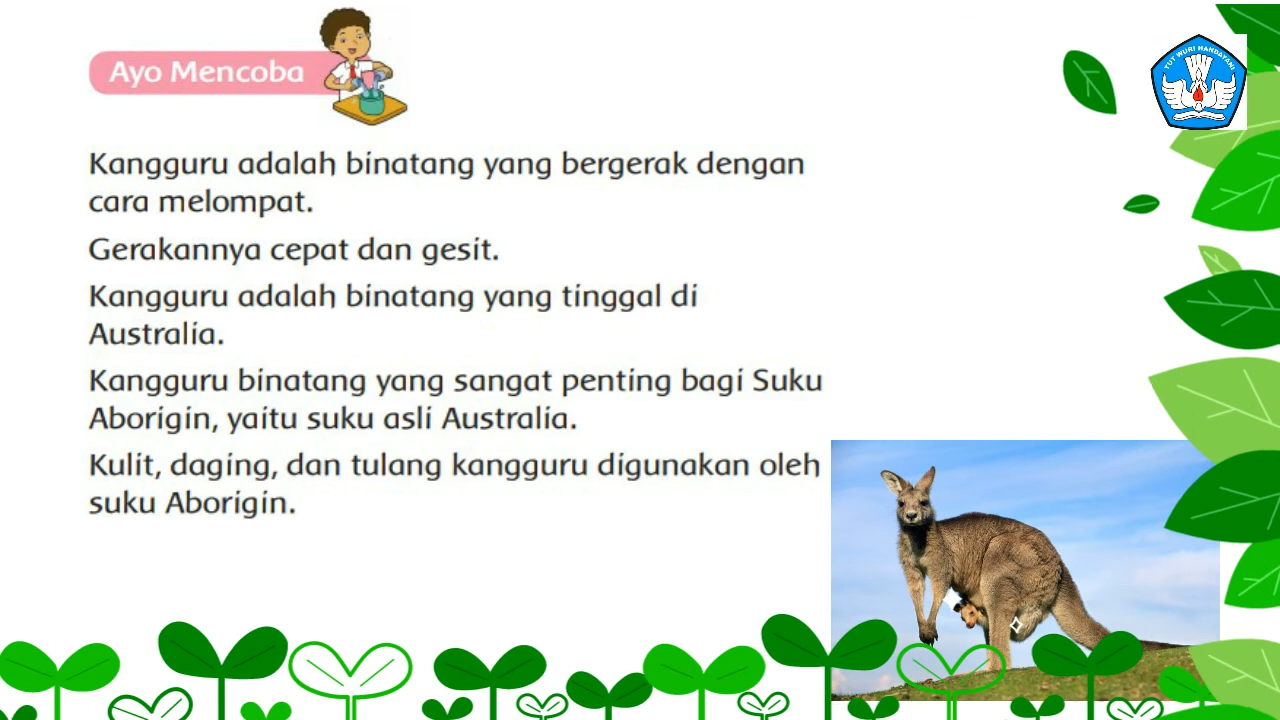 Ayo Mencoba
TUT WURI HANDAYANI
Kangguru adalah binatang yang bergerak dengan
cara melompat.
Gerakannya cepat dan gesit.
Kangguru adalah binatang yang tinggal di
Australia.
Kangguru binatang yang sangat penting bagi Suku
Aborigin, yaitu suku asli Australia.
Kulit, daging, dan tulang kangguru digunakan oleh
suku Aborigin.